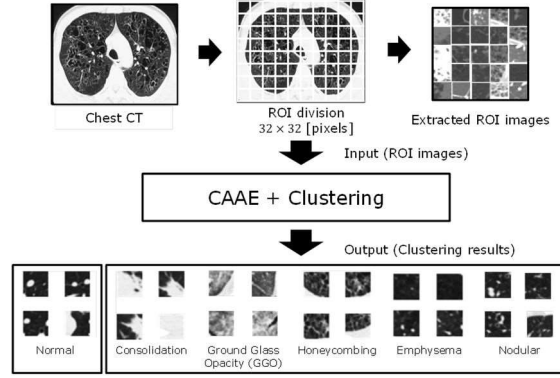 Chest CT
ROI division
32 × 32 [pixels]
Extracted ROI images
Input (ROI images)
CAAE + Clustering
Output (Clustering results)
Normal
Consolidation
Ground Glass
Opacity (GGO)
Honeycombing
Emphysema
Nodular